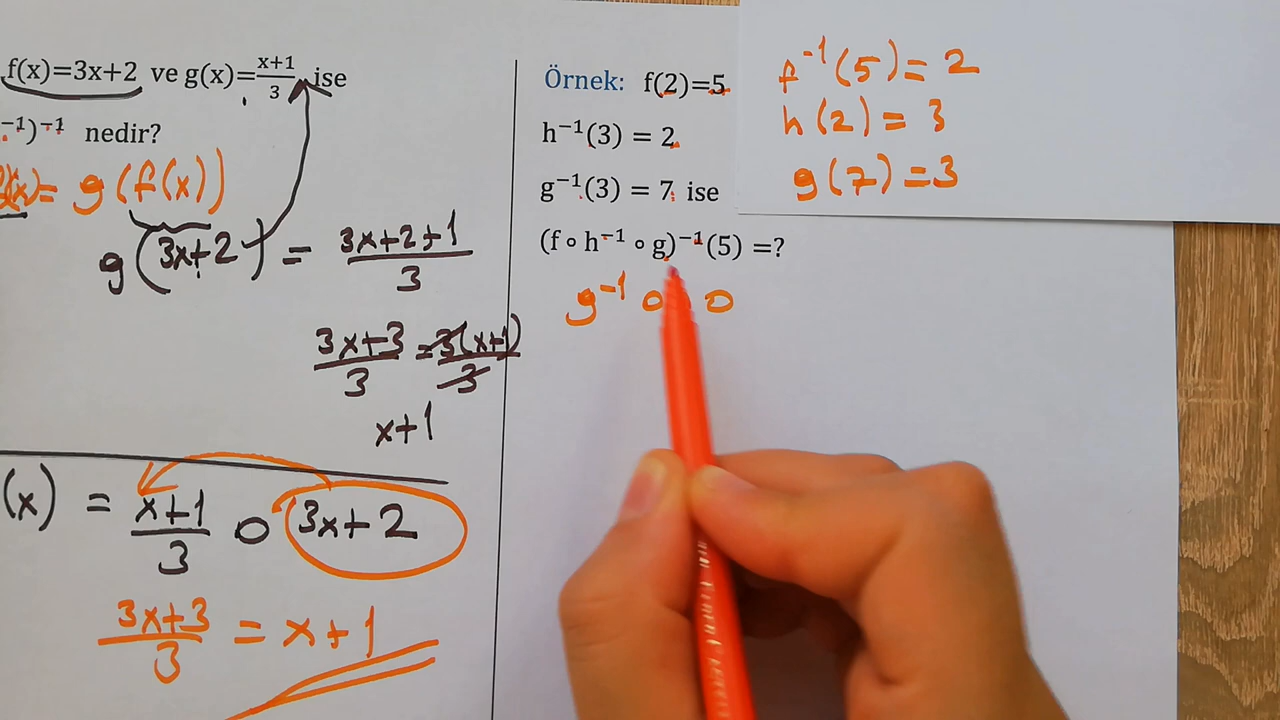 f(x)=3x+2 ve g(x)=x+1/3 ise
⁻¹)⁻¹ nedir?
(x)= g(f(x))
g(3x+2) = 3x+2+1/3
3x+3/3 = 3(x+1)/3
x+1
(x) = x+1/3 o 3x+2
3x+3/3 = x+1
Örnek: f(2)=5
h⁻¹(3) = 2
g⁻¹(3) = 7 ise
(f∘h⁻¹∘g)⁻¹(5) =?
g⁻¹ o o
f⁻¹(5) = 2
h(2) = 3
g(7) = 3